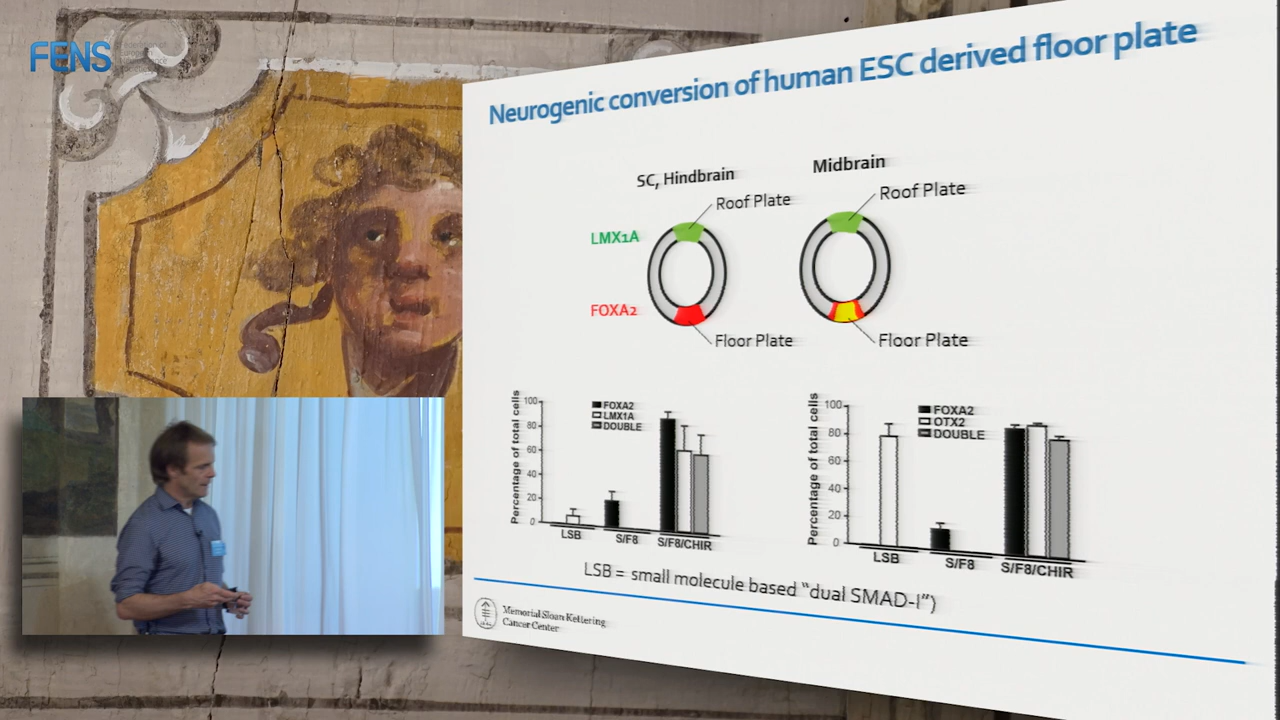 FENS
Neurogenic conversion of human ESC derived floor plate
SC, Hindbrain
Midbrain
Roof Plate
Roof Plate
LMX1A
FOXA2
Floor Plate
Floor Plate
Percentage of total cells
100
80
60
40
20
0
FOXA2
LMX1A
DOUBLE
LSB
S/F8
S/F8/CHIR
Percentage of total cells
100
80
60
40
20
0
FOXA2
OTX2
DOUBLE
LSB
S/F8
S/F8/CHIR
LSB = small molecule based “dual SMAD-I”)
Memorial Sloan Kettering
Cancer Center